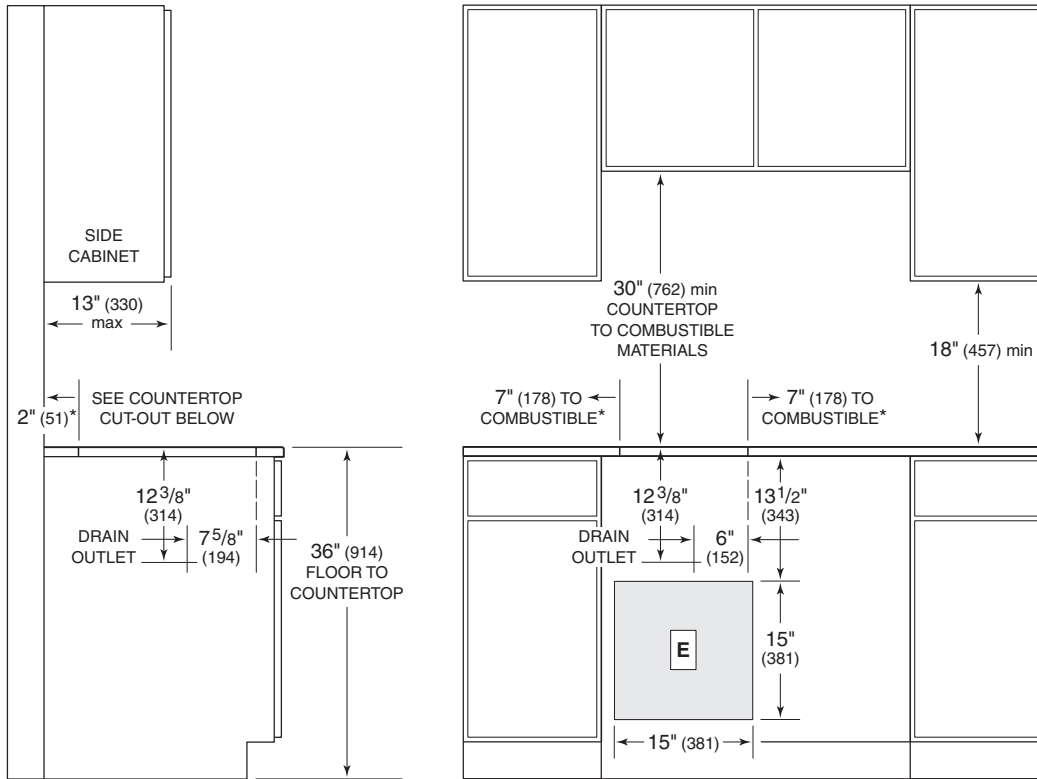 SIDE
CABINET
13" (330)
max
2" (51)*
SEE COUNTERTOP
CUT-OUT BELOW
12 3/8"
(314)
DRAIN
OUTLET
7 5/8"
(194)
36" (914)
FLOOR TO
COUNTERTOP
30" (762) min
COUNTERTOP
TO COMBUSTIBLE
MATERIALS
18" (457) min
7" (178) TO
COMBUSTIBLE*
7" (178) TO
COMBUSTIBLE*
12 3/8"
(314)
13 1/2"
(343)
DRAIN
OUTLET
6"
(152)
E
15"
(381)
15" (381)